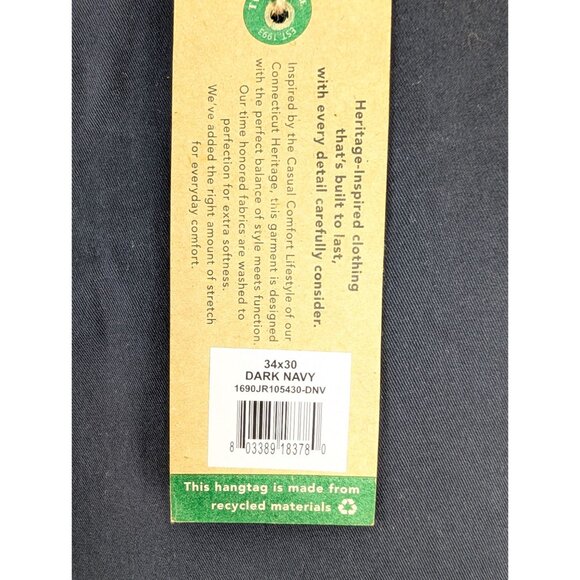 EST. 1993
Heritage-Inspired clothing
that's built to last,
with every detail carefully consider.
Inspired by the Casual Comfort Lifestyle of our
Connecticut Heritage, this garment is designed
with the perfect balance of style meets function.
Our time honored fabrics are washed to
perfection for extra softness.
We've added the right amount of stretch
for everyday comfort.
34x30
DARK NAVY
1690JR105430-DNV
8 03389 18378 0
This hangtag is made from
recycled materials